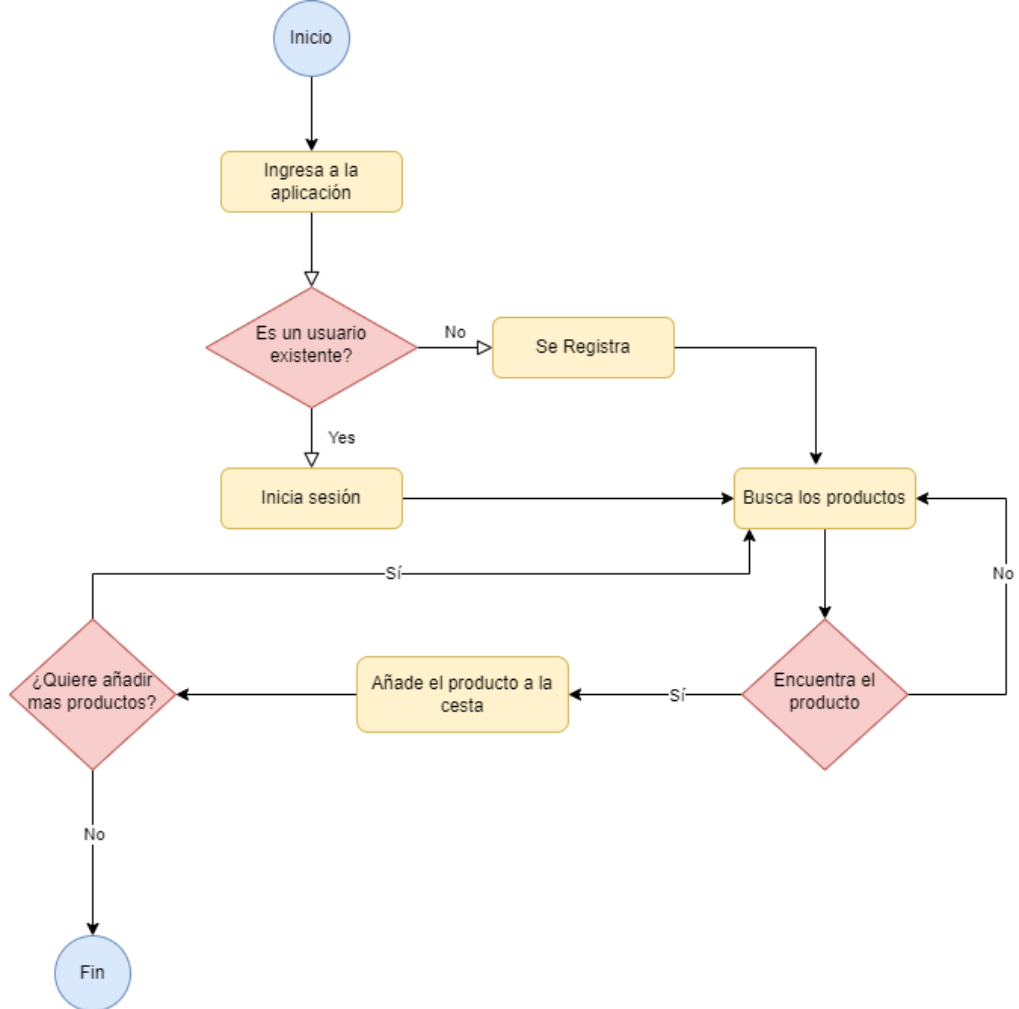 Inicio
Ingresa a la
aplicación
Es un usuario
existente?
No
Se Registra
Yes
Inicia sesión
Busca los productos
Sí
No
¿Quiere añadir
mas productos?
Añade el producto a la
cesta
Sí
Encuentra el
producto
No
Fin